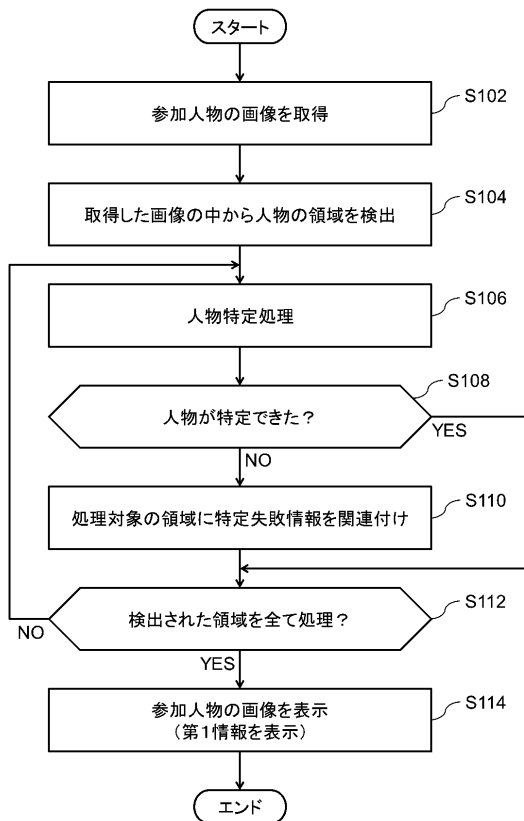 スタート
参加人物の画像を取得
S102
取得した画像の中から人物の領域を検出
S104
人物特定処理
S106
人物が特定できた？
S108
YES
NO
処理対象の領域に特定失敗情報を関連付け
S110
検出された領域を全て処理？
S112
NO
YES
参加人物の画像を表示
（第１情報を表示）
S114
エンド